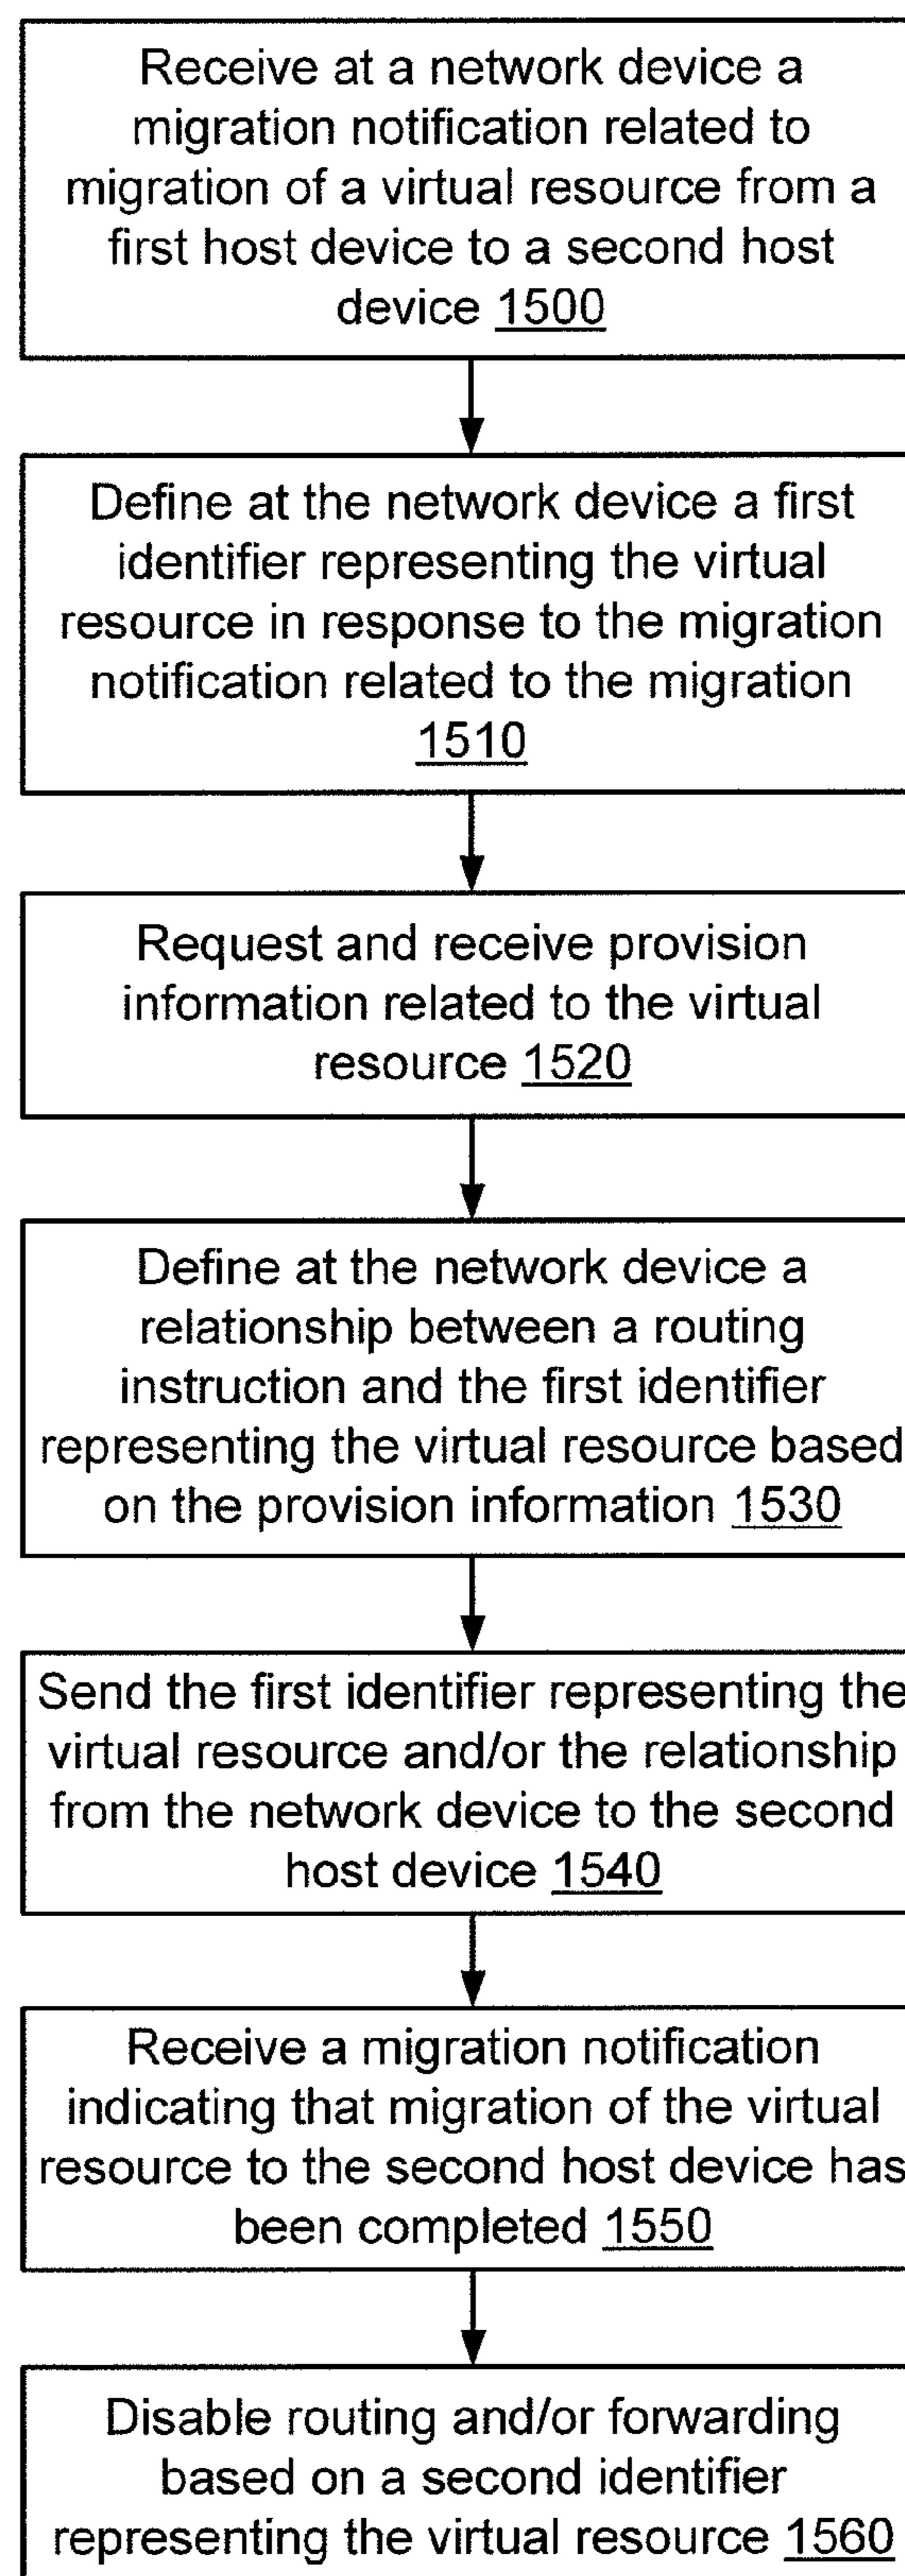 Receive at a network device a
migration notification related to
migration of a virtual resource from a
first host device to a second host
device 1500
Define at the network device a first
identifier representing the virtual
resource in response to the migration
notification related to the migration
1510
Request and receive provision
information related to the virtual
resource 1520
Define at the network device a
relationship between a routing
instruction and the first identifier
representing the virtual resource based
on the provision information 1530
Send the first identifier representing the
virtual resource and/or the relationship
from the network device to the second
host device 1540
Receive a migration notification
indicating that migration of the virtual
resource to the second host device has
been completed 1550
Disable routing and/or forwarding
based on a second identifier
representing the virtual resource 1560